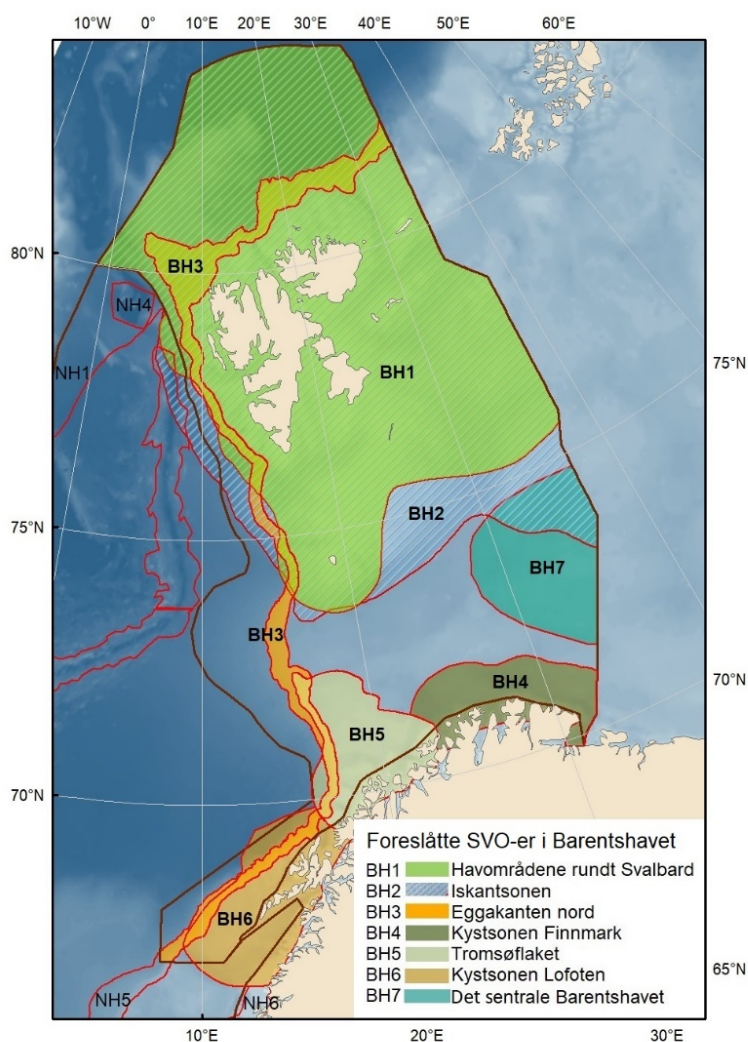 10°W 0° 10°E 20°E 30°E 40°E 50°E 60°E
80°N
BH3
NH4
NH1
BH1
75°N
BH2
75°N
BH7
BH3
70°N
BH4
BH5
70°N
Foreslåtte SVO-er i Barentshavet
BH1 Havområdene rundt Svalbard
BH2 Iskantsonen
BH3 Eggakanten nord
BH4 Kystsonen Finnmark
BH5 Tromsøflaket
BH6 Kystsonen Lofoten
BH7 Det sentrale Barentshavet
BH6
65°N
NH5
NH6
10°E 20°E 30°E